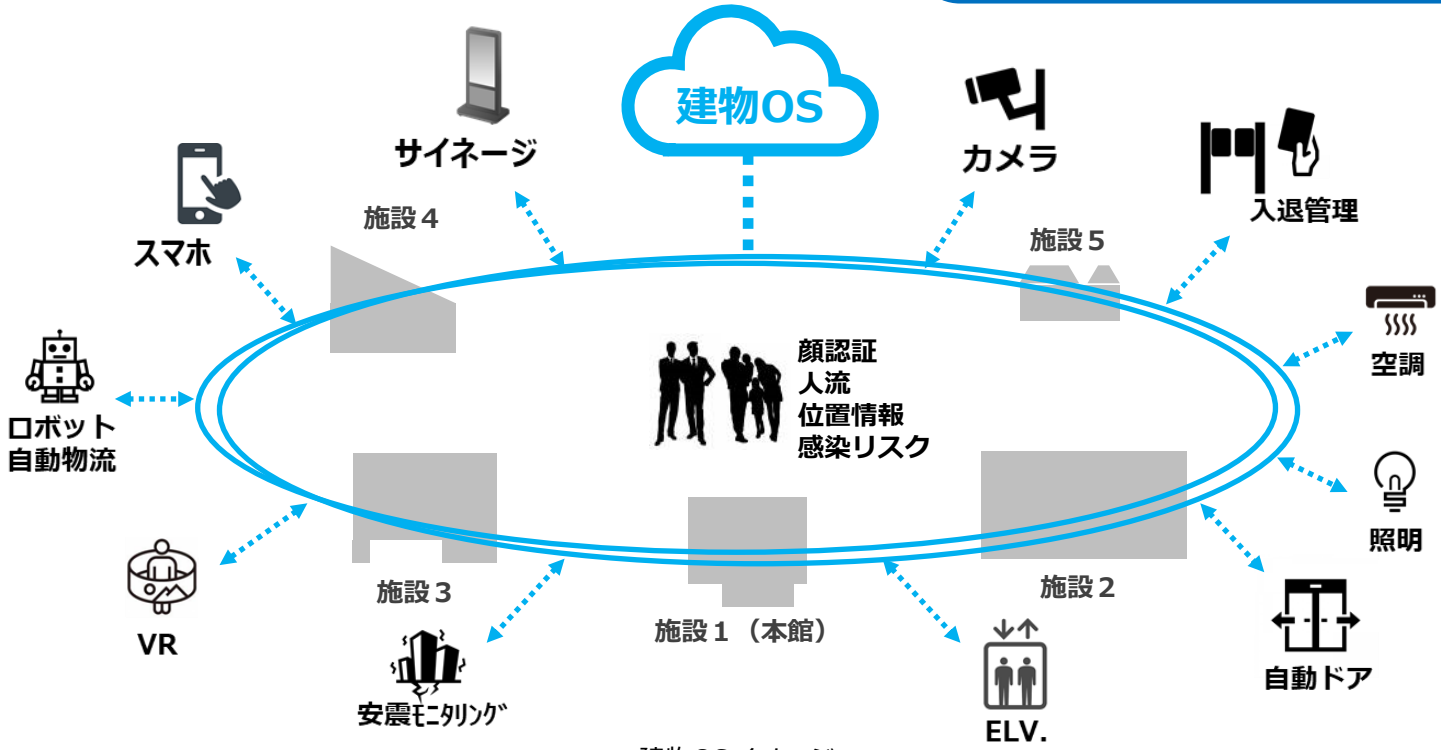 建物OS
サイネージ
カメラ
スマホ
施設４
施設５
入退管理
空調
顔認証
人流
位置情報
感染リスク
ロボット
自動物流
照明
施設３
施設１（本館）
施設２
VR
安震ﾓﾆﾀﾘﾝｸﾞ
ELV.
自動ドア